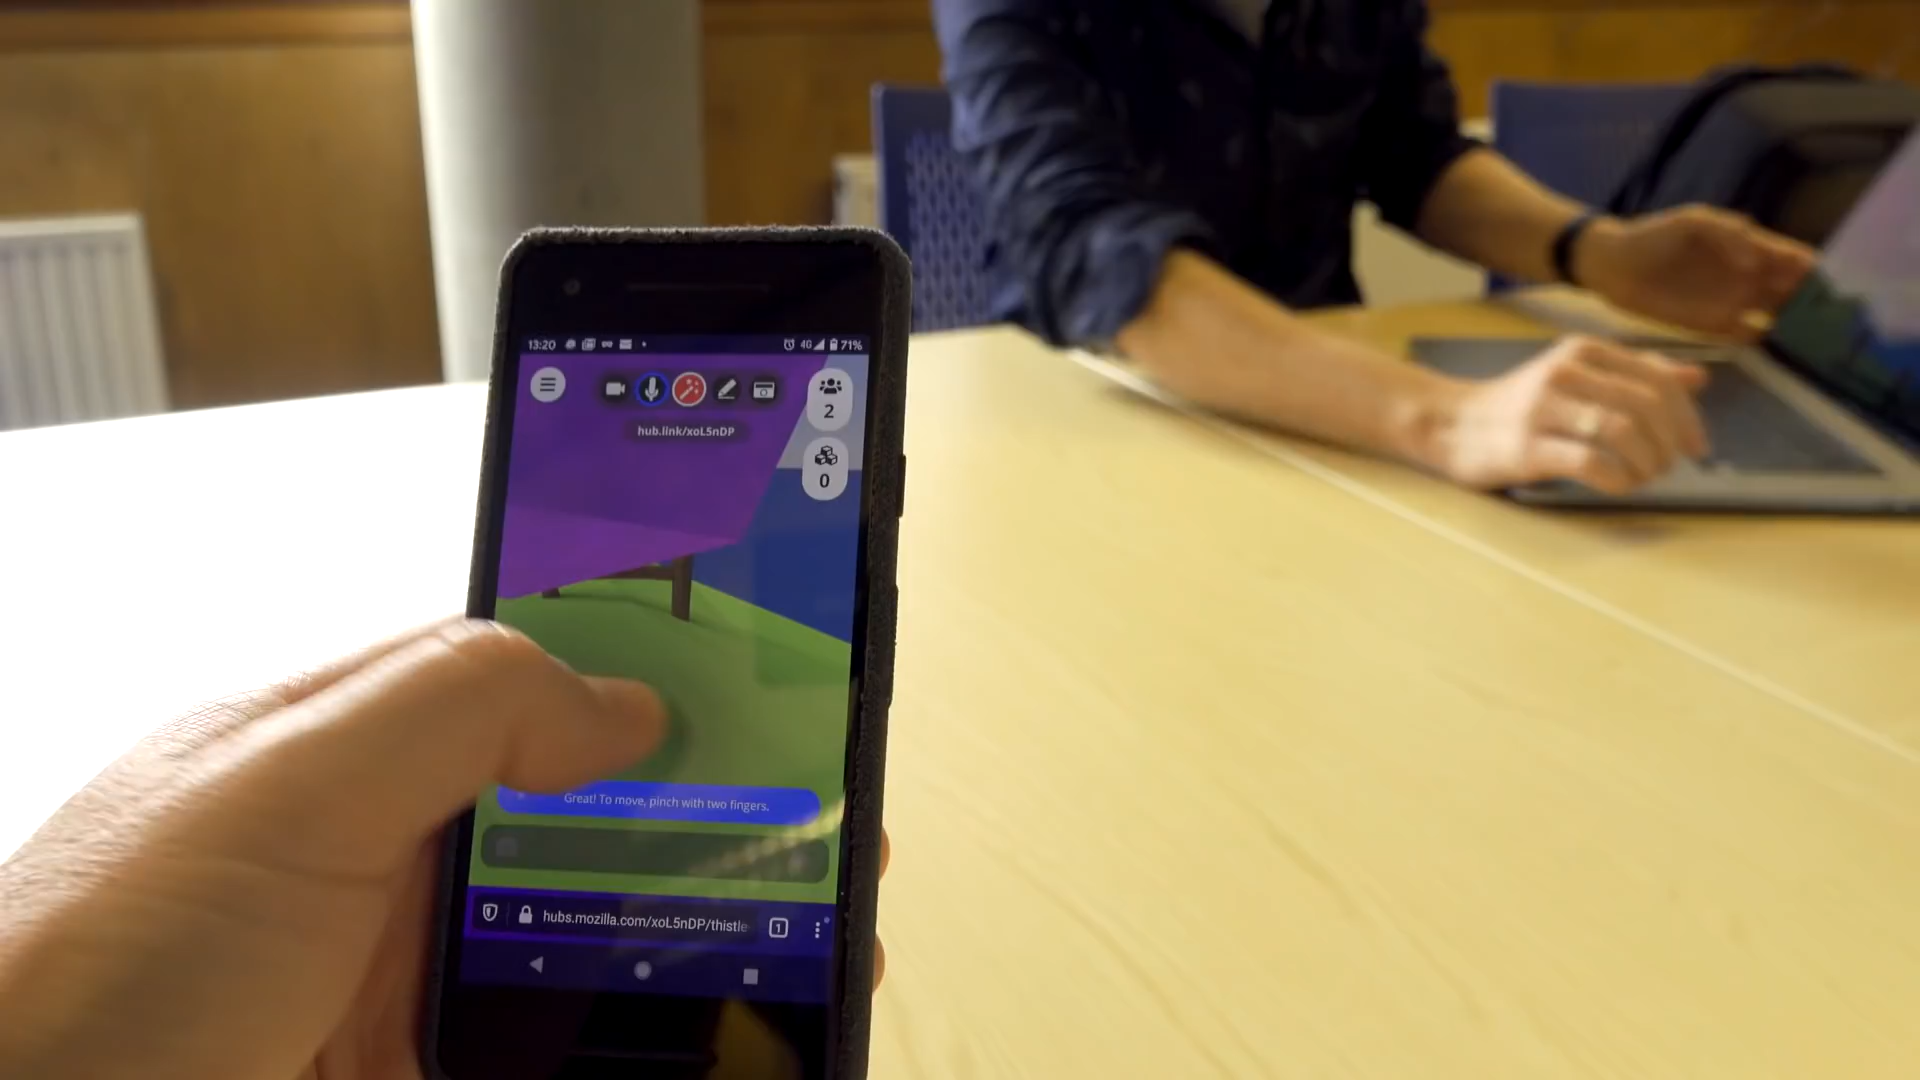 13:20 4G 71%
2
hub.link/xoL5nDP
0
Great! To move, pinch with two fingers.
hubs.mozilla.com/xoL5nDP/thistle
1